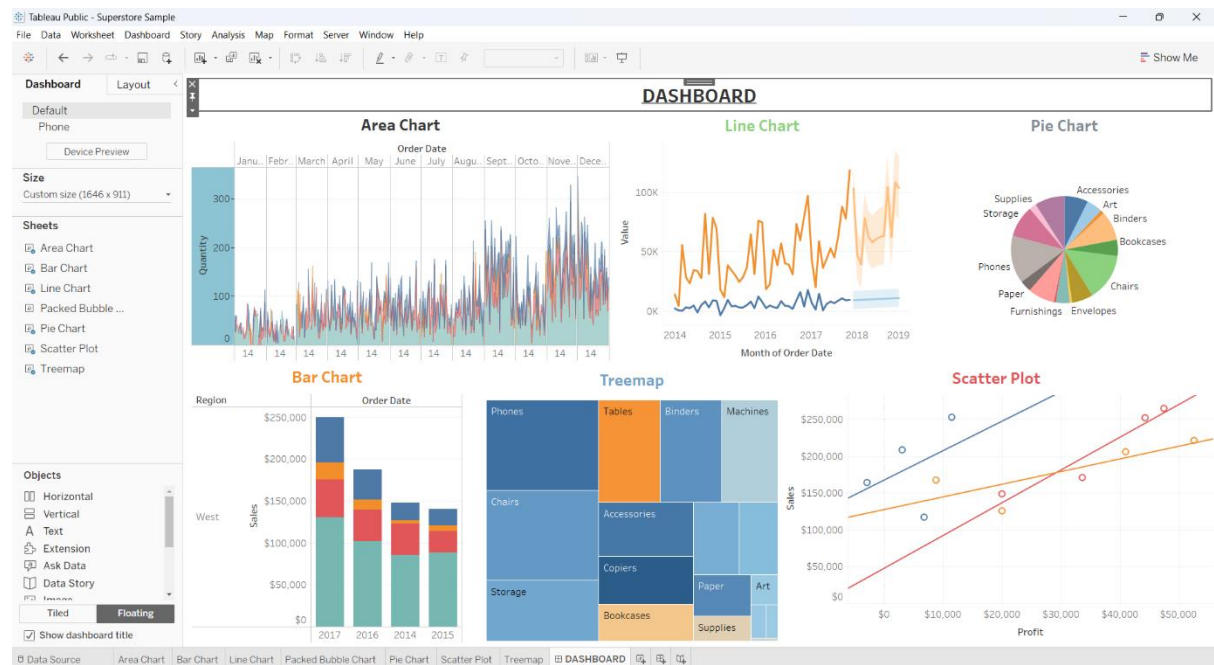 Tableau Public - Superstore Sample
File Data Worksheet Dashboard Story Analysis Map Format Server Window Help
Show Me
Dashboard Layout
Default
Phone
Device Preview
Size
Custom size (1646 x 911)
Sheets
Area Chart
Bar Chart
Line Chart
Packed Bubble ...
Pie Chart
Scatter Plot
Treemap
Objects
Horizontal
Vertical
A Text
Extension
Ask Data
Data Story
Tiled Floating
Show dashboard title
DASHBOARD
Area Chart
Order Date
Janu.. Febr.. March April May June July Augu.. Sept.. Octo.. Nove.. Dece..
Quantity
300
200
100
0
14 14 14 14 14 14 14 14 14 14 14 14
Line Chart
Value
100K
50K
0K
2014 2015 2016 2017 2018 2019
Month of Order Date
Pie Chart
Accessories
Art
Binders
Bookcases
Chairs
Envelopes
Furnishings
Paper
Phones
Storage
Supplies
Bar Chart
Region Order Date
West
Sales
$250,000
$200,000
$150,000
$100,000
$50,000
$0
2017 2016 2014 2015
Treemap
Phones
Chairs
Storage
Tables
Binders
Machines
Accessories
Copiers
Bookcases
Paper
Art
Supplies
Scatter Plot
Sales
$250,000
$200,000
$150,000
$100,000
$50,000
$0
$0 $10,000 $20,000 $30,000 $40,000 $50,000
Profit
Data Source Area Chart Bar Chart Line Chart Packed Bubble Chart Pie Chart Scatter Plot Treemap DASHBOARD